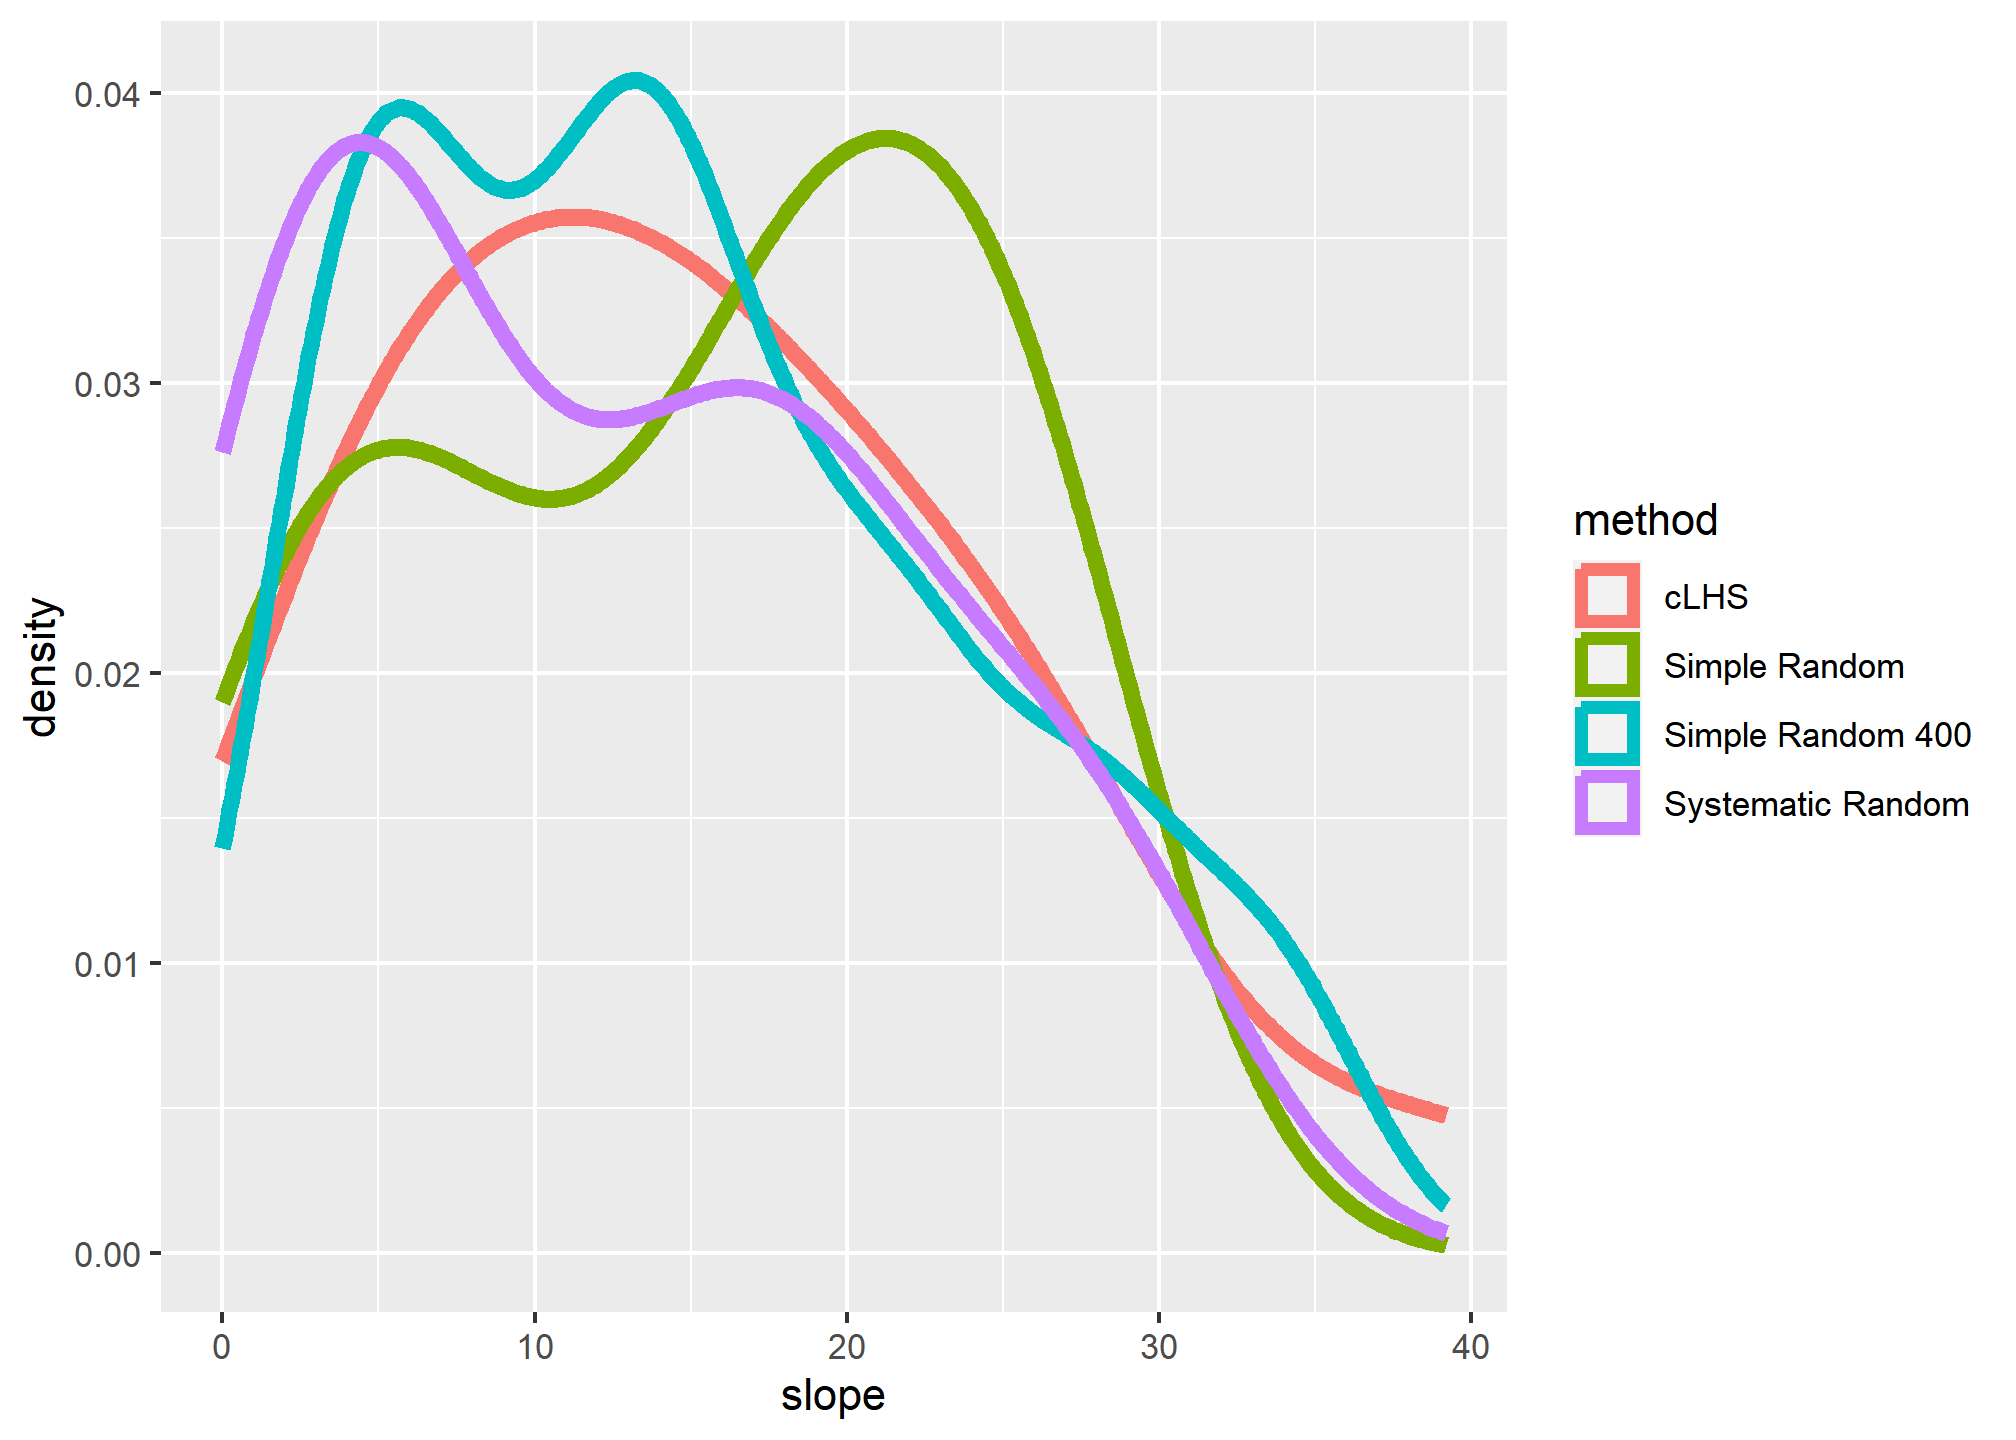 0.04
0.03
0.02
0.01
0.00
density
0 10 20 30 40
slope
method
cLHS
Simple Random
Simple Random 400
Systematic Random